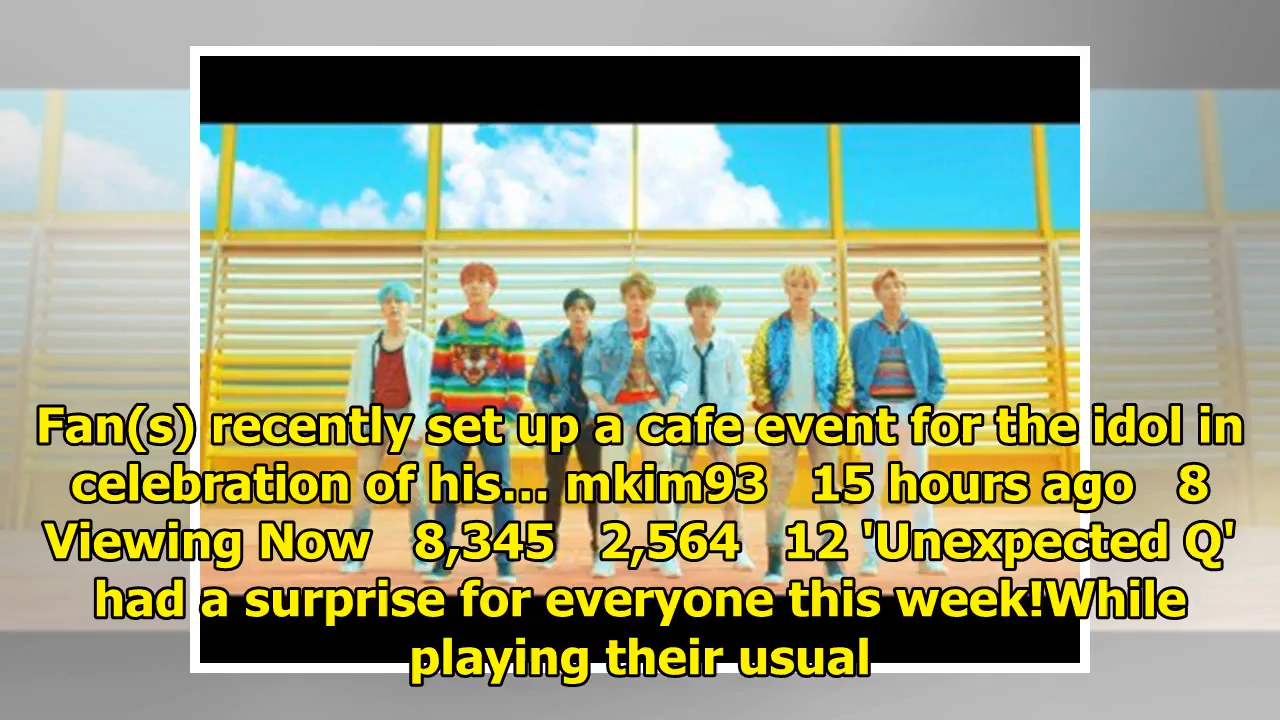 Fan(s) recently set up a cafe event for the idol in
celebration of his... mkim93 15 hours ago 8
Viewing Now 8,345 2,564 12 'Unexpected Q'
had a surprise for everyone this week!While
playing their usual